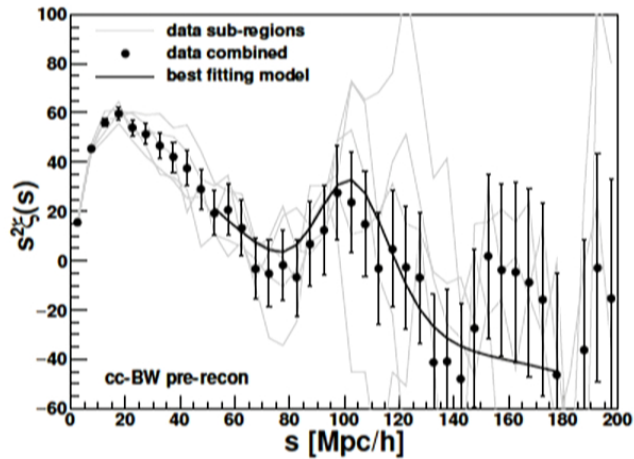 data sub-regions
data combined
best fitting model
100
80
60
40
20
0
−20
−40
−60
s²ξ(s)
cc-BW pre-recon
0 20 40 60 80 100 120 140 160 180 200
s [Mpc/h]